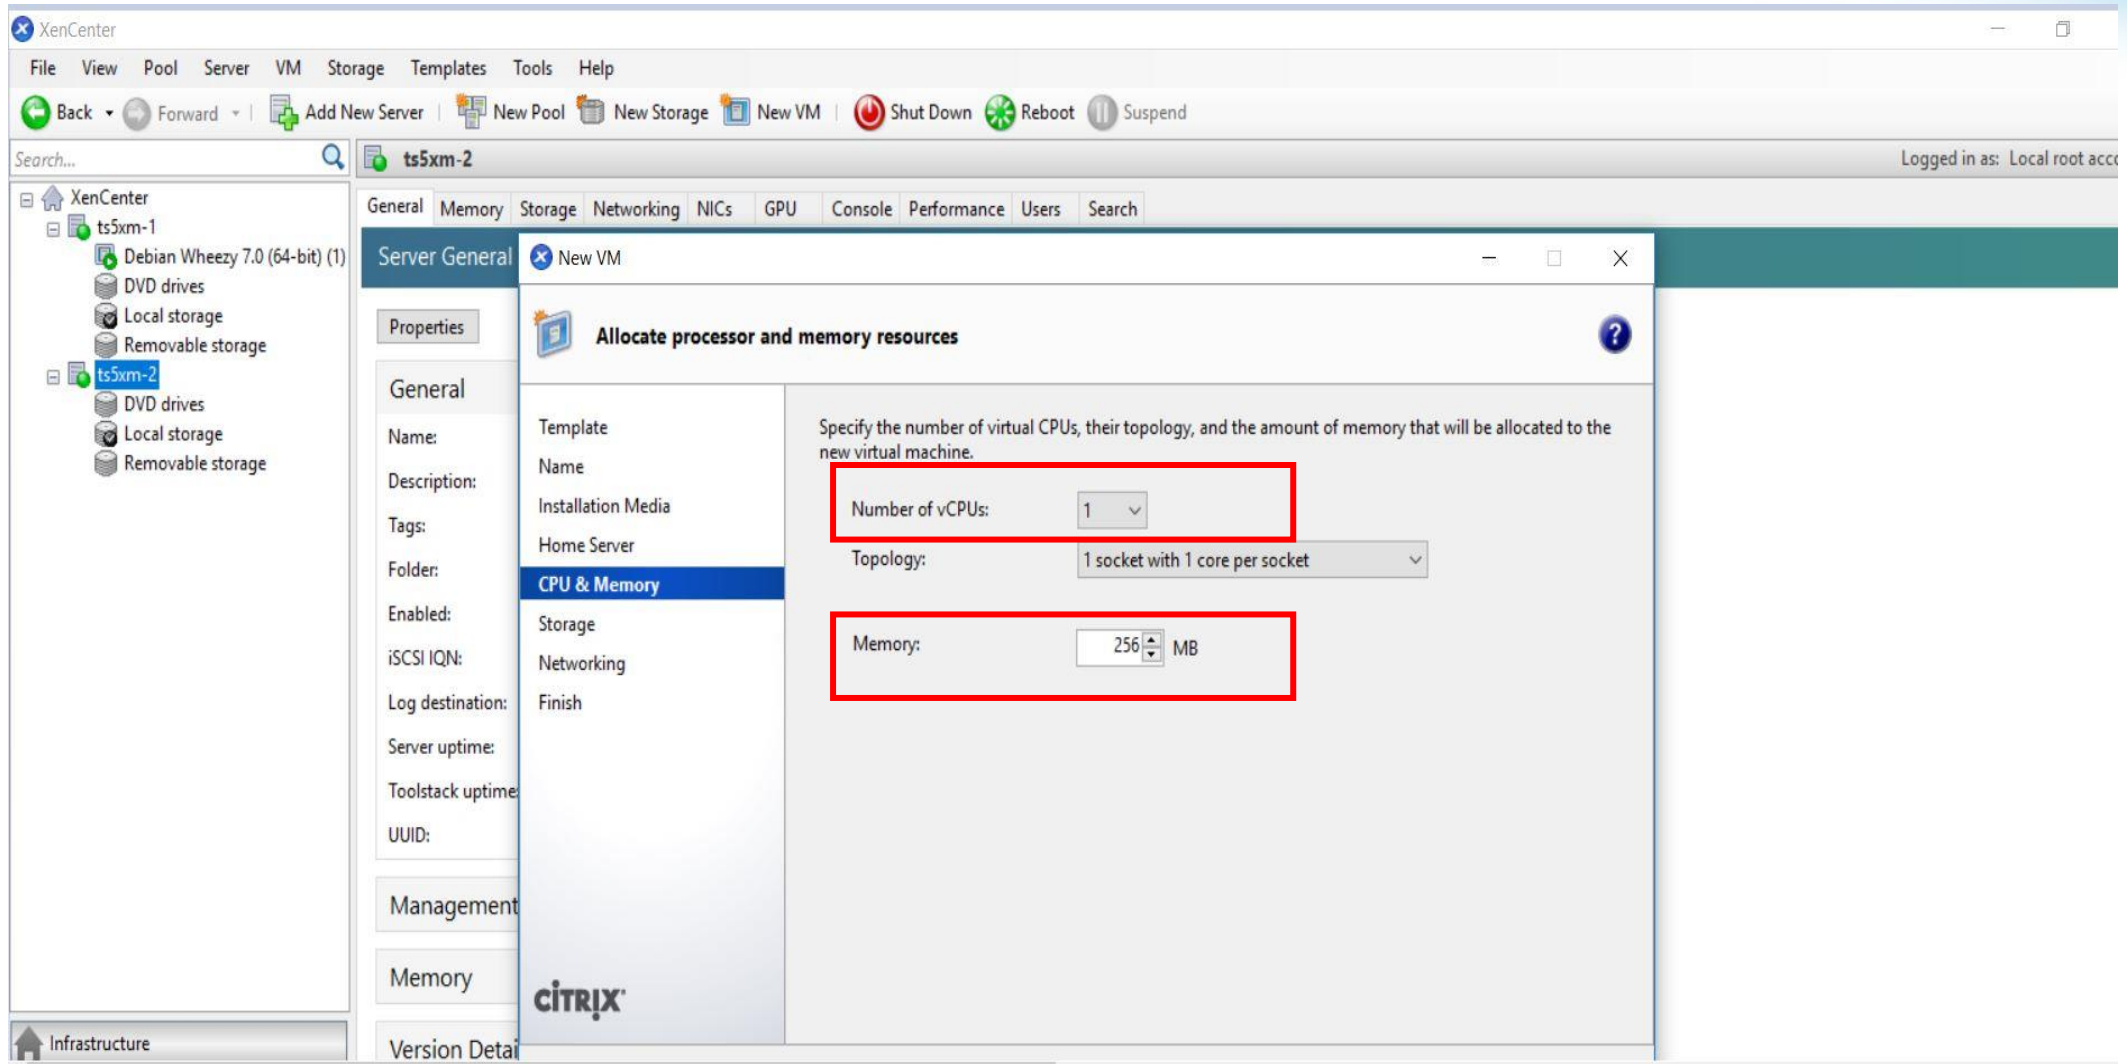 XenCenter
File View Pool Server VM Storage Templates Tools Help
Back Forward Add New Server New Pool New Storage New VM Shut Down Reboot Suspend
Search...
ts5xm-2
Logged in as: Local root acco
XenCenter
ts5xm-1
Debian Wheezy 7.0 (64-bit) (1)
DVD drives
Local storage
Removable storage
ts5xm-2
DVD drives
Local storage
Removable storage
Infrastructure
General Memory Storage Networking NICs GPU Console Performance Users Search
Server General
Properties
General
Name:
Description:
Tags:
Folder:
Enabled:
iSCSI IQN:
Log destination:
Server uptime:
Toolstack uptime:
UUID:
Management
Memory
Version Detai
New VM
Allocate processor and memory resources
?
Template
Name
Installation Media
Home Server
CPU & Memory
Storage
Networking
Finish
CITRIX
Specify the number of virtual CPUs, their topology, and the amount of memory that will be allocated to the
new virtual machine.
Number of vCPUs: 1
Topology: 1 socket with 1 core per socket
Memory: 256 MB